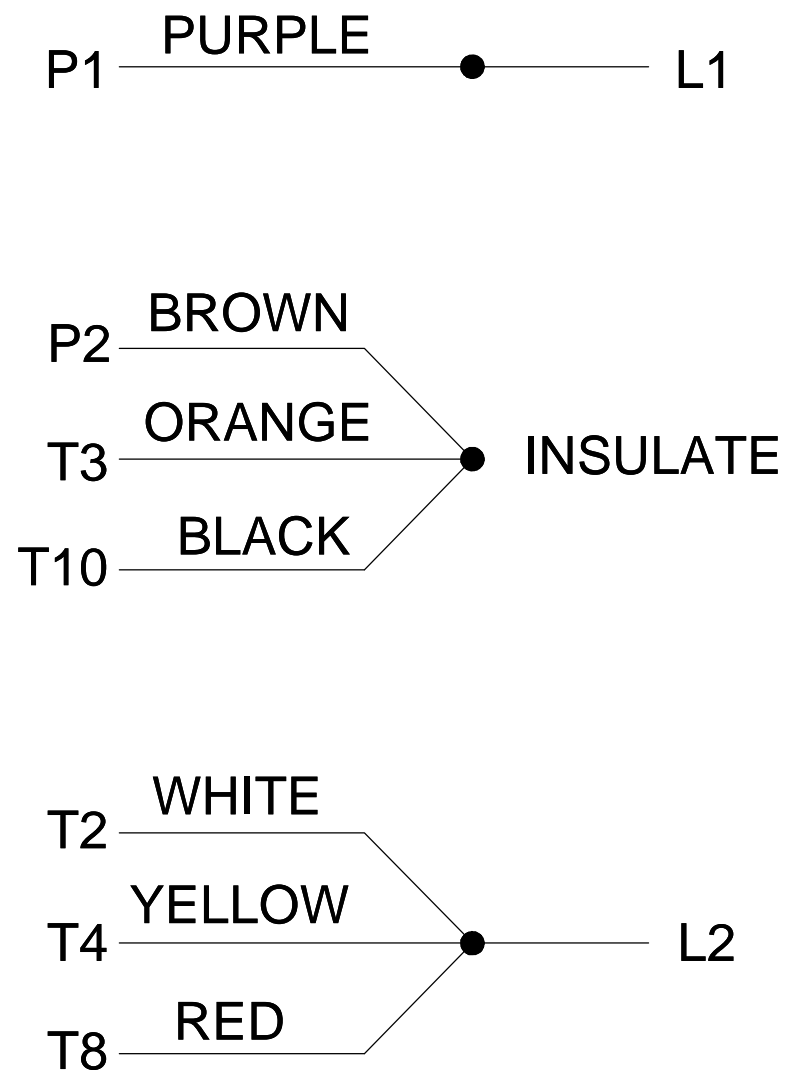 PURPLE
P1 L1
BROWN
P2
ORANGE
T3 INSULATE
BLACK
T10
WHITE
T2
YELLOW
T4 L2
RED
T8